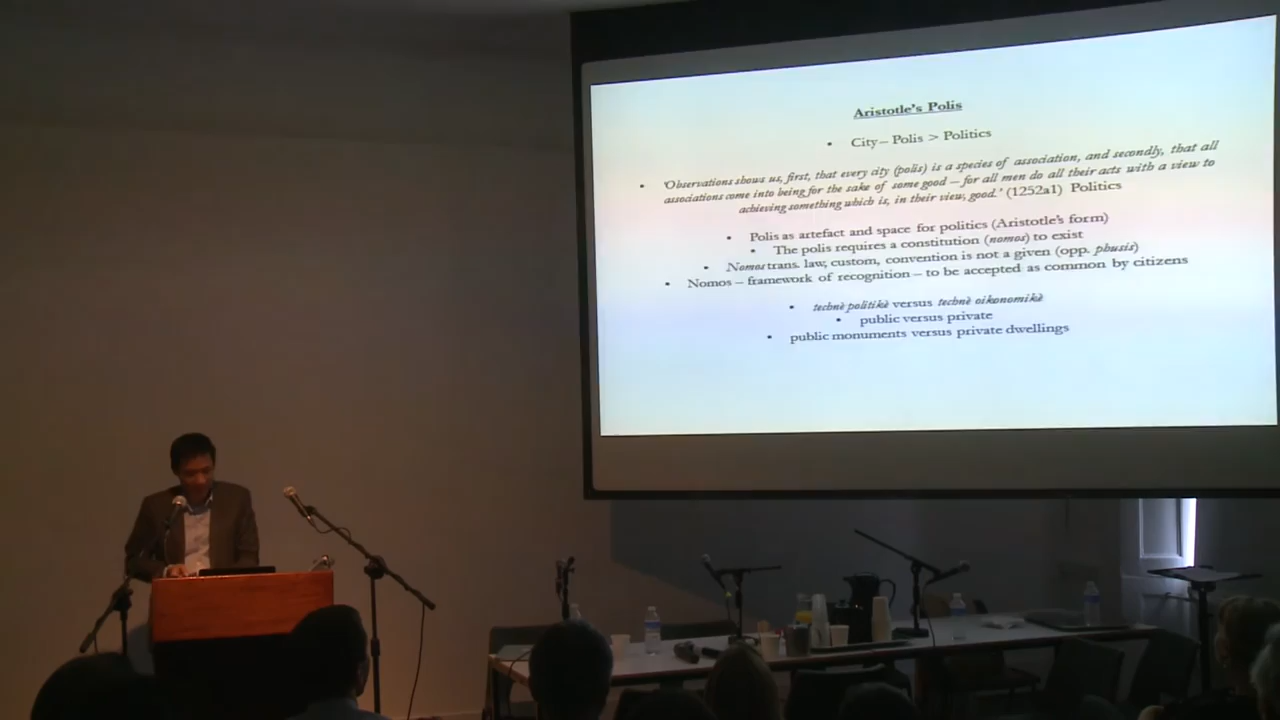 Aristotle's Polis
• City – Polis > Politics
• 'Observations shows us, first, that every city (polis) is a species of association, and secondly, that all
associations come into being for the sake of some good – for all men do all their acts with a view to
achieving something which is, in their view, good.' (1252a1) Politics
• Polis as artefact and space for politics (Aristotle's form)
• The polis requires a constitution (nomos) to exist
• Nomos trans. law, custom, convention is not a given (opp. phusis)
• Nomos – framework of recognition – to be accepted as common by citizens
• technè politikè versus technè oikonomikè
• public versus private
• public monuments versus private dwellings